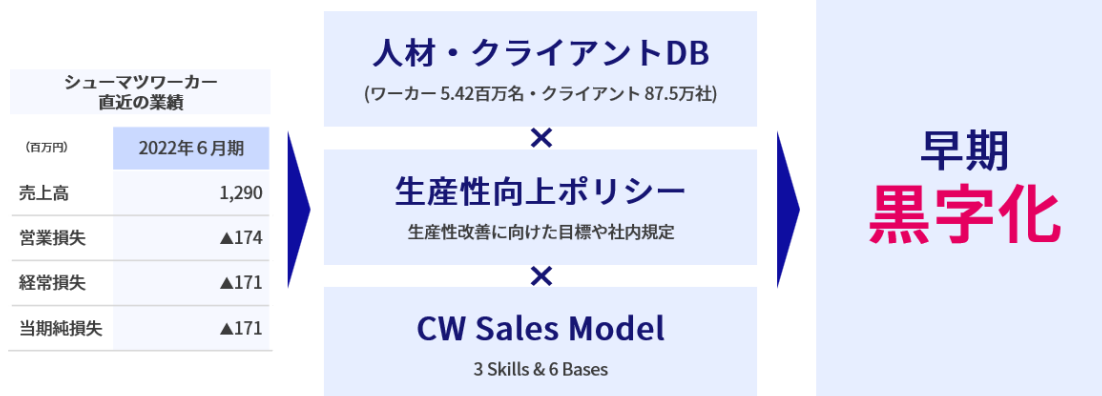 シューマツワーカー
直近の業績
(百万円) 2022年6月期
売上高 1,290
営業損失 ▲174
経常損失 ▲171
当期純損失 ▲171
人材・クライアントDB
(ワーカー 5.42百万名・クライアント 87.5万社)
×
生産性向上ポリシー
生産性改善に向けた目標や社内規定
×
CW Sales Model
3 Skills & 6 Bases
早期
黒字化